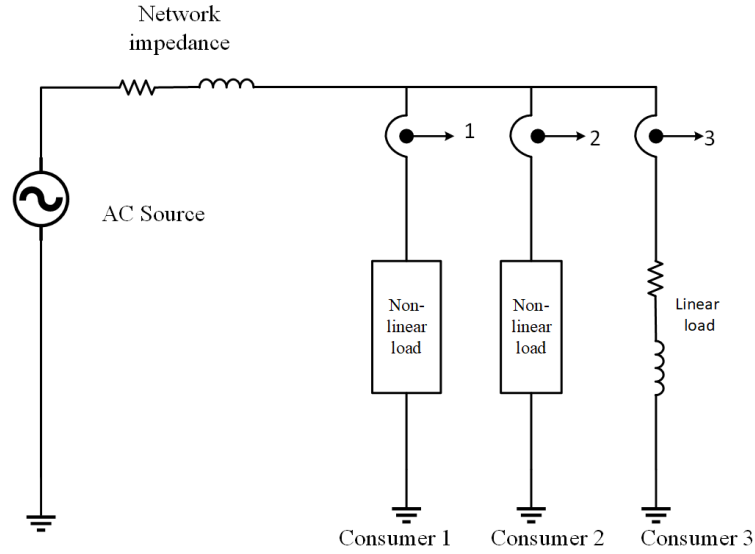 Network
impedance
1
2
3
AC Source
Non-
linear
load
Non-
linear
load
Linear
load
Consumer 1
Consumer 2
Consumer 3